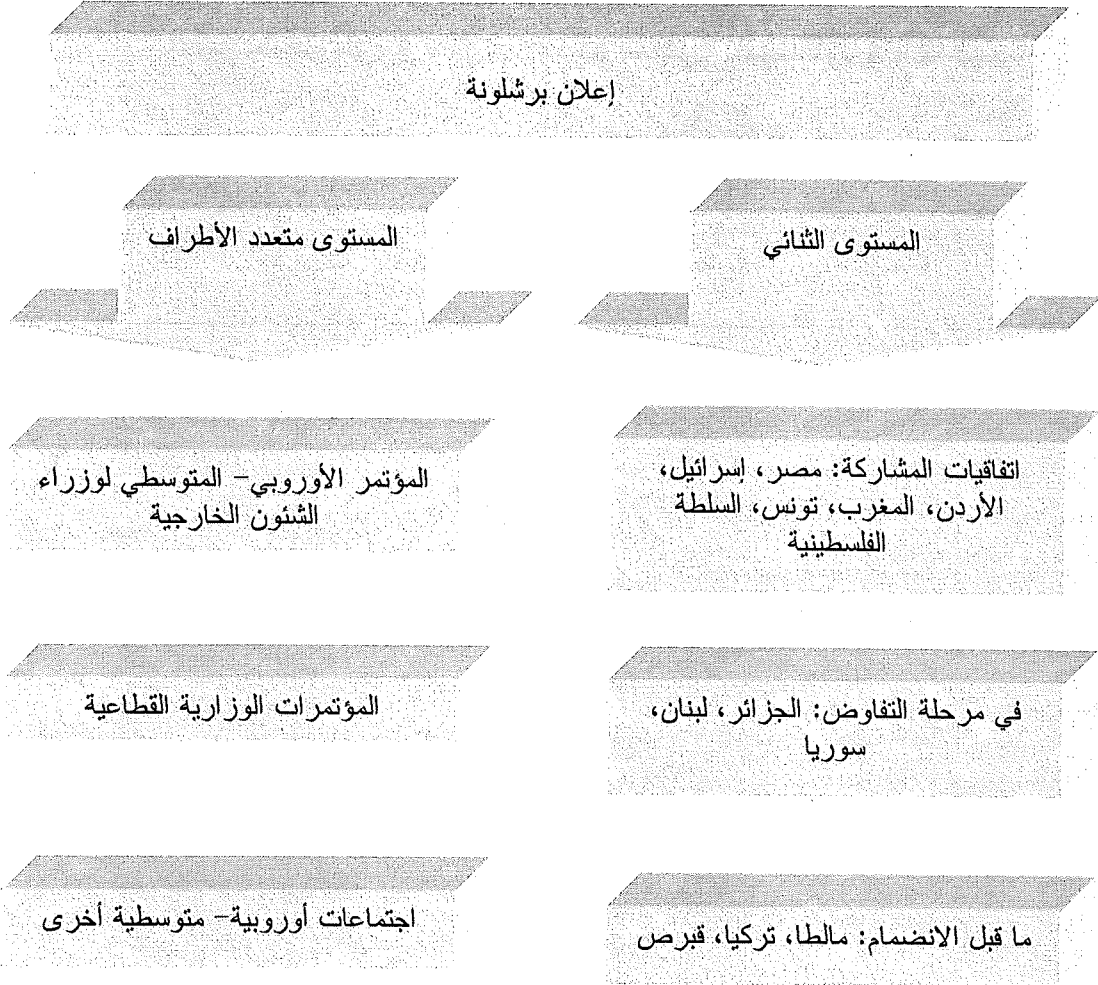 إعلان برشلونة
المستوى الثنائي
المستوى متعدد الأطراف
اتفاقيات المشاركة: مصر، إسرائيل،
الأردن، المغرب، تونس، السلطة
الفلسطينية
المؤتمر الأوروبي- المتوسطي لوزراء
الشئون الخارجية
في مرحلة التفاوض: الجزائر، لبنان،
سوريا
المؤتمرات الوزارية القطاعية
ما قبل الانضمام: مالطا، تركيا، قبرص
اجتماعات أوروبية- متوسطية أخرى